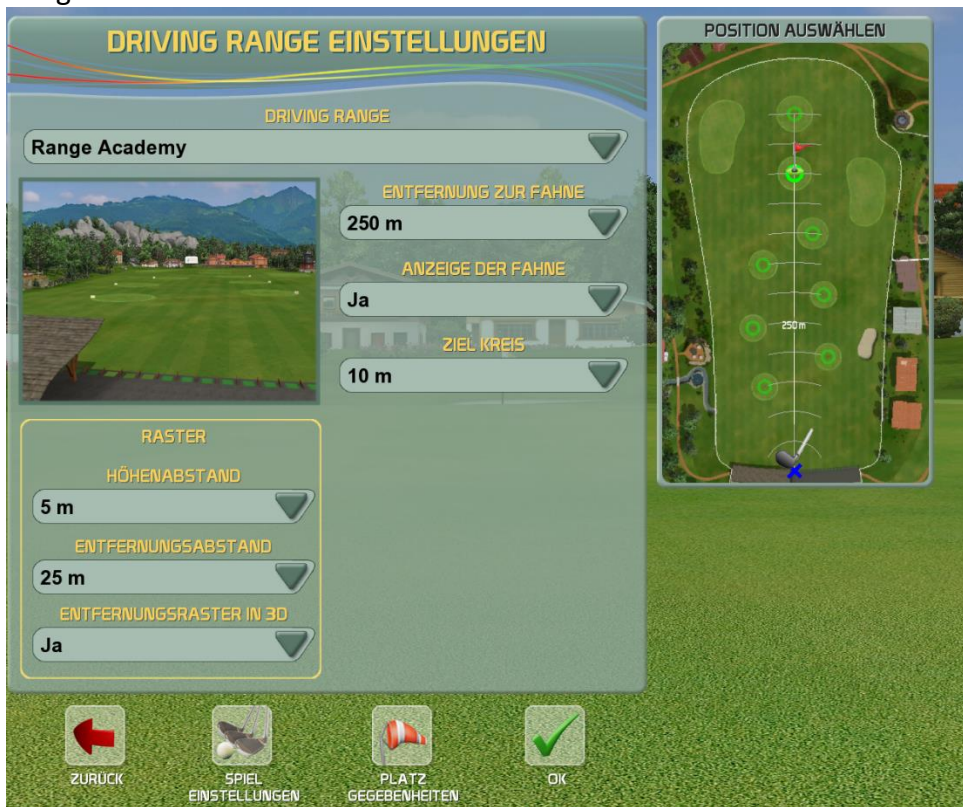 DRIVING RANGE EINSTELLUNGEN
DRIVING RANGE
Range Academy
ENTFERNUNG ZUR FAHNE
250 m
ANZEIGE DER FAHNE
Ja
ZIEL KREIS
10 m
RASTER
HÖHENABSTAND
5 m
ENTFERNUNGSABSTAND
25 m
ENTFERNUNGSRASTER IN 3D
Ja
POSITION AUSWÄHLEN
250 m
ZURÜCK
SPIEL
EINSTELLUNGEN
PLATZ
GEGEBENHEITEN
OK